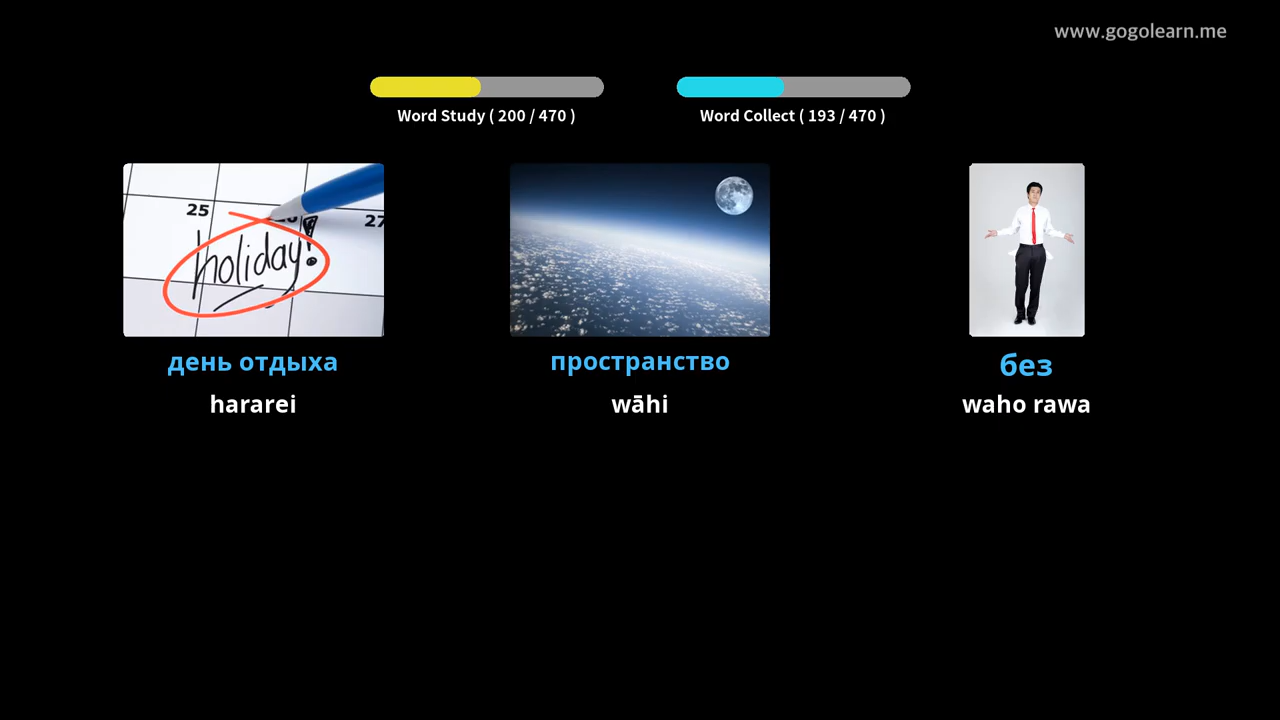 www.gogolearn.me
Word Study ( 200 / 470 )
Word Collect ( 193 / 470 )
25
27
holiday!
день отдыха
пространство
без
hararei
wāhi
waho rawa